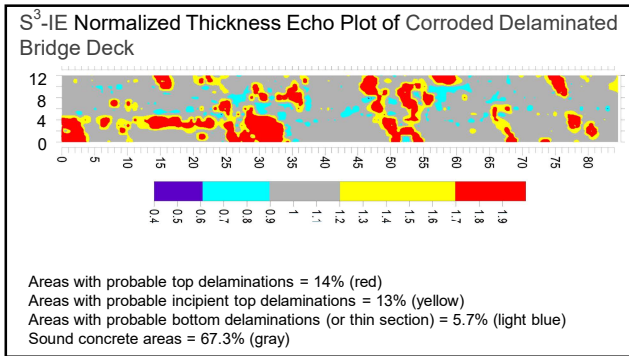 S³-IE Normalized Thickness Echo Plot of Corroded Delaminated
Bridge Deck
12
8
4
0
0 5 10 15 20 25 30 35 40 45 50 55 60 65 70 75 80
0.4 0.5 0.6 0.7 0.8 0.9 1 1.1 1.2 1.3 1.4 1.5 1.6 1.7 1.8 1.9
Areas with probable top delaminations = 14% (red)
Areas with probable incipient top delaminations = 13% (yellow)
Areas with probable bottom delaminations (or thin section) = 5.7% (light blue)
Sound concrete areas = 67.3% (gray)